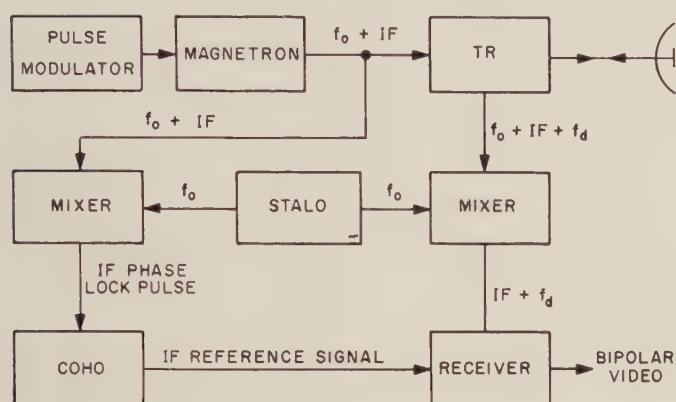 PULSE
MODULATOR
MAGNETRON
f₀ + IF
TR
f₀ + IF
f₀ + IF + f_d
MIXER
f₀
STALO
f₀
MIXER
IF PHASE
LOCK PULSE
IF + f_d
COHO
IF REFERENCE SIGNAL
RECEIVER
BIPOLAR
VIDEO